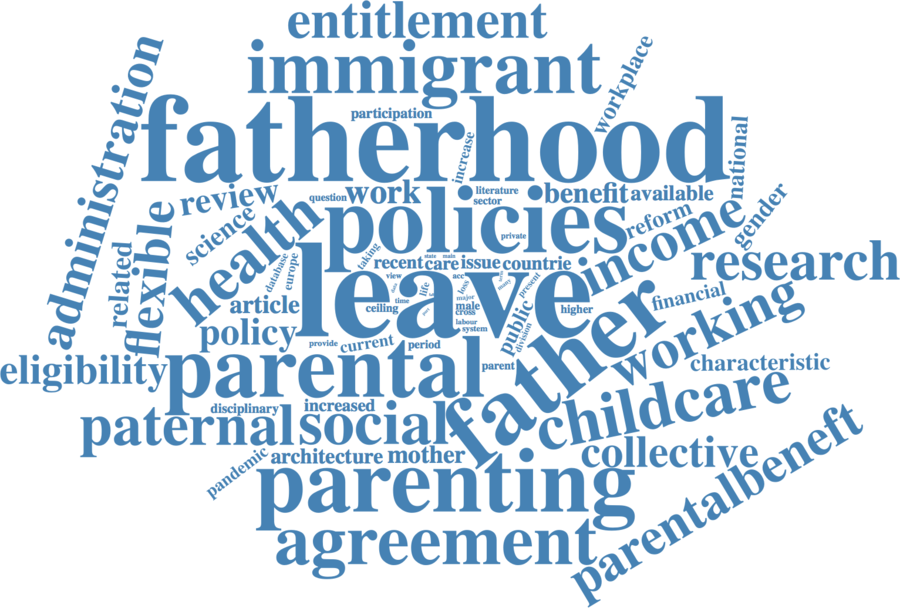 entitlement
immigrant
workplace
administration
participation
fatherhood
increase
national
review
question
work
literature
sector
benefit
available
gender
science
flexible
health
policies
private
reform
income
related
database
europe
taking
recent
care
state
main
issue
countrie
research
leave
view
life
time
ceiling
acc
loss
major
male
cross
labour
system
many
present
public
division
higher
father
financial
working
article
policy
provide
current
period
parent
characteristic
eligibility
parental
childcare
disciplinary
increased
paternal
social
collective
pandemic
architecture
mother
parenting
parentalbeneft
agreement